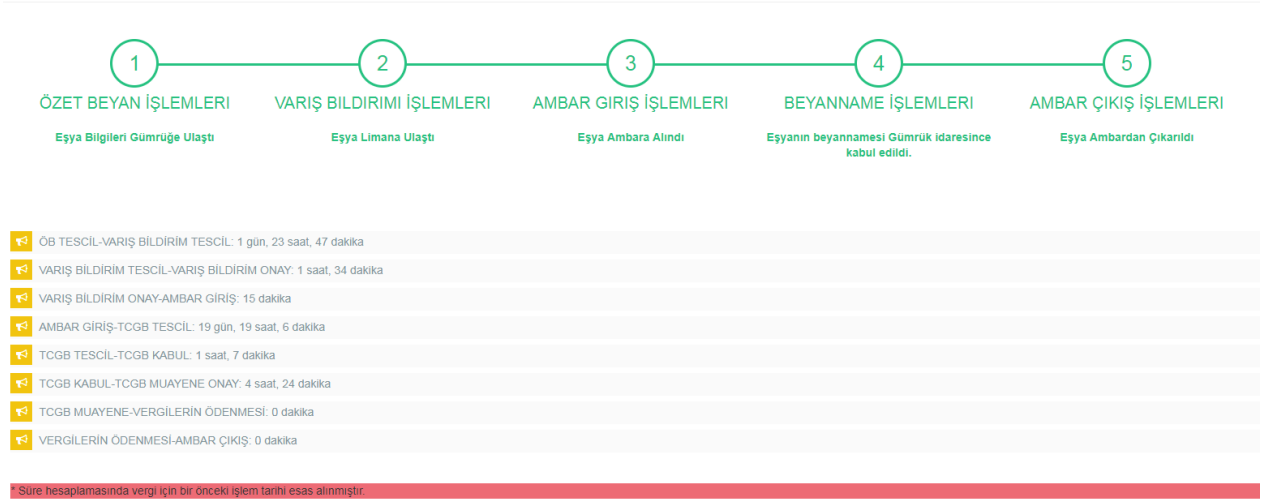 1
2
3
4
5
ÖZET BEYAN İŞLEMLERI
VARIŞ BILDIRIMI İŞLEMLERI
AMBAR GIRIŞ İŞLEMLERI
BEYANNAME İŞLEMLERI
AMBAR ÇIKIŞ İŞLEMLERI
Eşya Bilgileri Gümrüğe Ulaştı
Eşya Limana Ulaştı
Eşya Ambara Alındı
Eşyanın beyannamesi Gümrük idaresince
kabul edildi.
Eşya Ambardan Çıkarıldı
ÖB TESCİL-VARIŞ BİLDİRİM TESCİL: 1 gün, 23 saat, 47 dakika
VARIŞ BİLDİRİM TESCİL-VARIŞ BİLDİRİM ONAY: 1 saat, 34 dakika
VARIŞ BİLDİRİM ONAY-AMBAR GİRİŞ: 15 dakika
AMBAR GİRİŞ-TCGB TESCİL: 19 gün, 19 saat, 6 dakika
TCGB TESCİL-TCGB KABUL: 1 saat, 7 dakika
TCGB KABUL-TCGB MUAYENE ONAY: 4 saat, 24 dakika
TCGB MUAYENE-VERGİLERİN ÖDENMESİ: 0 dakika
VERGİLERİN ÖDENMESİ-AMBAR ÇIKIŞ: 0 dakika
* Süre hesaplamasında vergi için bir önceki işlem tarihi esas alınmıştır.